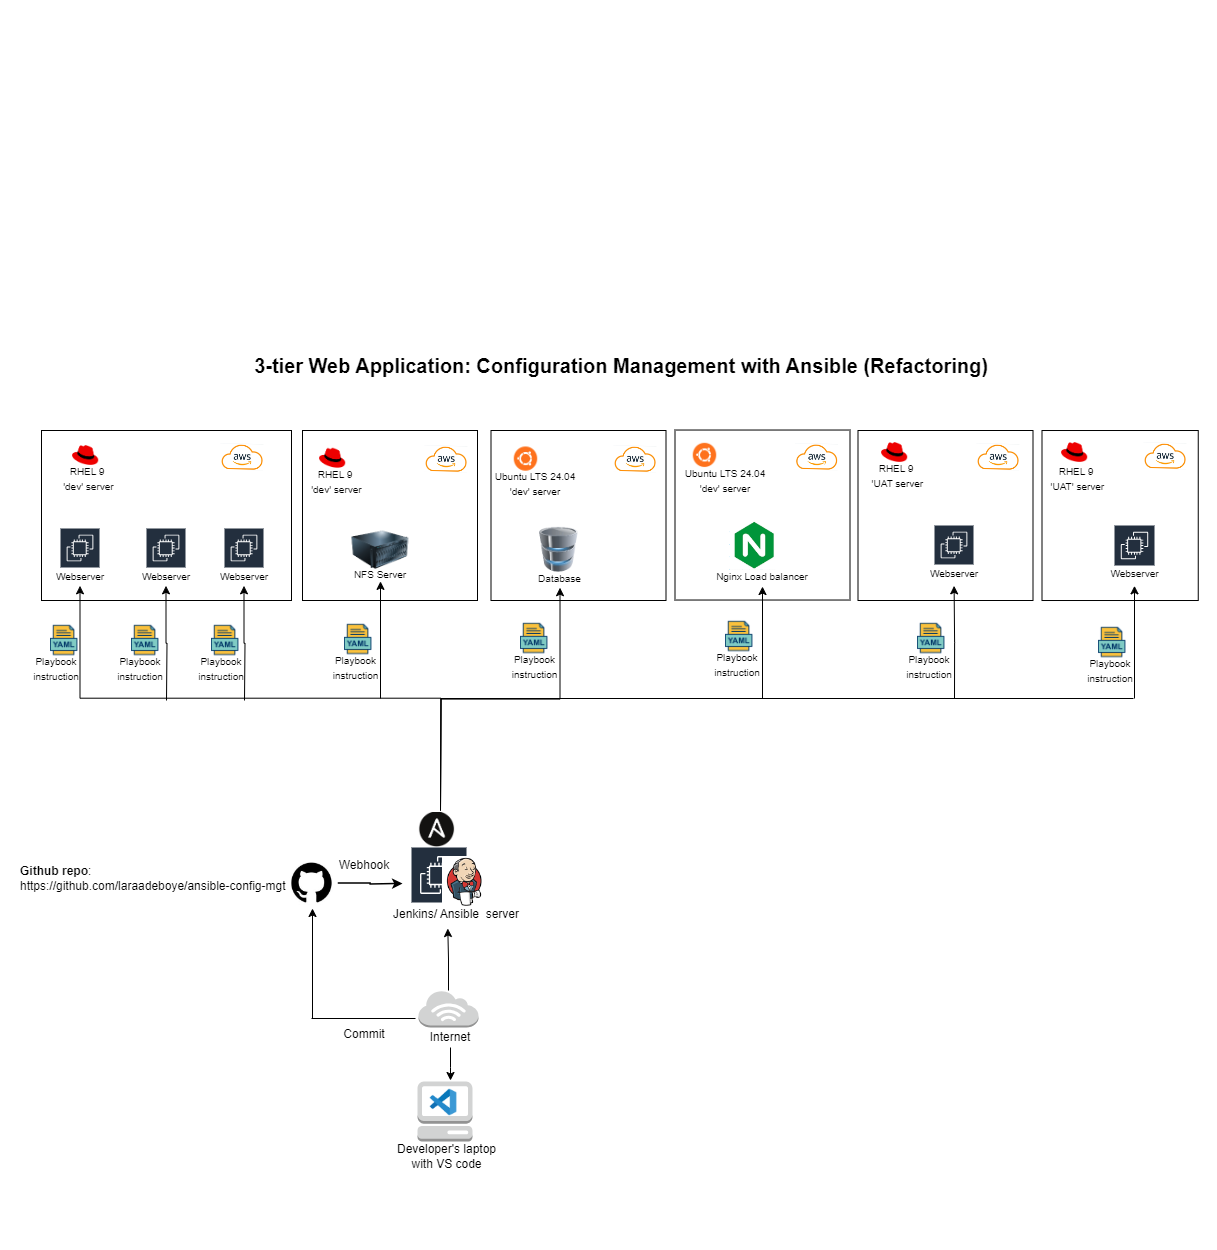 3-tier Web Application: Configuration Management with Ansible (Refactoring)
RHEL 9
'dev' server
aws
Webserver
Webserver
Webserver
RHEL 9
'dev' server
aws
NFS Server
Ubuntu LTS 24.04
'dev' server
aws
Database
Ubuntu LTS 24.04
'dev' server
aws
N
Nginx Load balancer
RHEL 9
'UAT server
aws
Webserver
RHEL 9
'UAT' server
aws
Webserver
YAML
Playbook
instruction
YAML
Playbook
instruction
YAML
Playbook
instruction
YAML
Playbook
instruction
YAML
Playbook
instruction
YAML
Playbook
instruction
YAML
Playbook
instruction
YAML
Playbook
instruction
Github repo:
https://github.com/laraadeboye/ansible-config-mgt
Webhook
Jenkins/ Ansible  server
Commit
Internet
Developer's laptop
with VS code